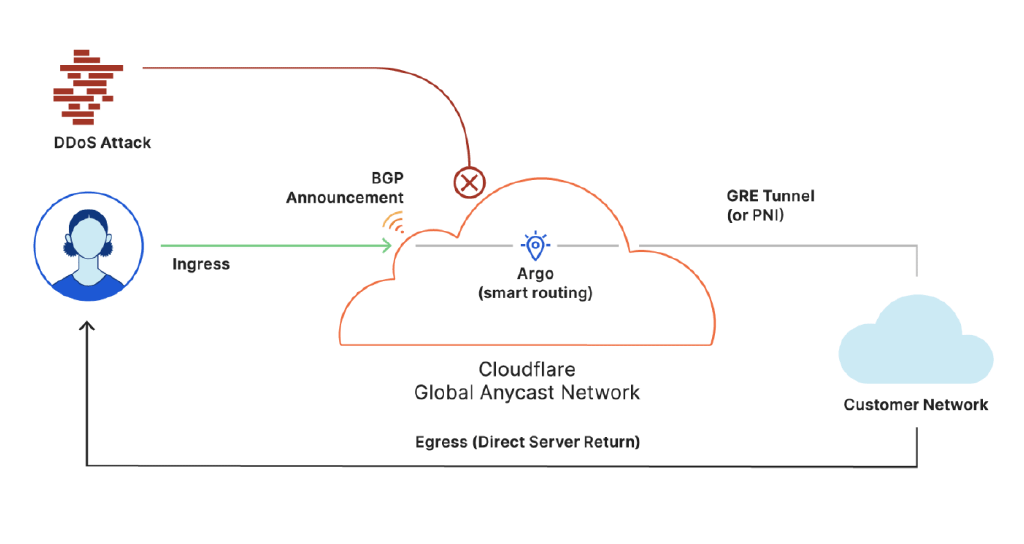 DDoS Attack
BGP
Announcement
GRE Tunnel
(or PNI)
Ingress
Argo
(smart routing)
Cloudflare
Global Anycast Network
Customer Network
Egress (Direct Server Return)